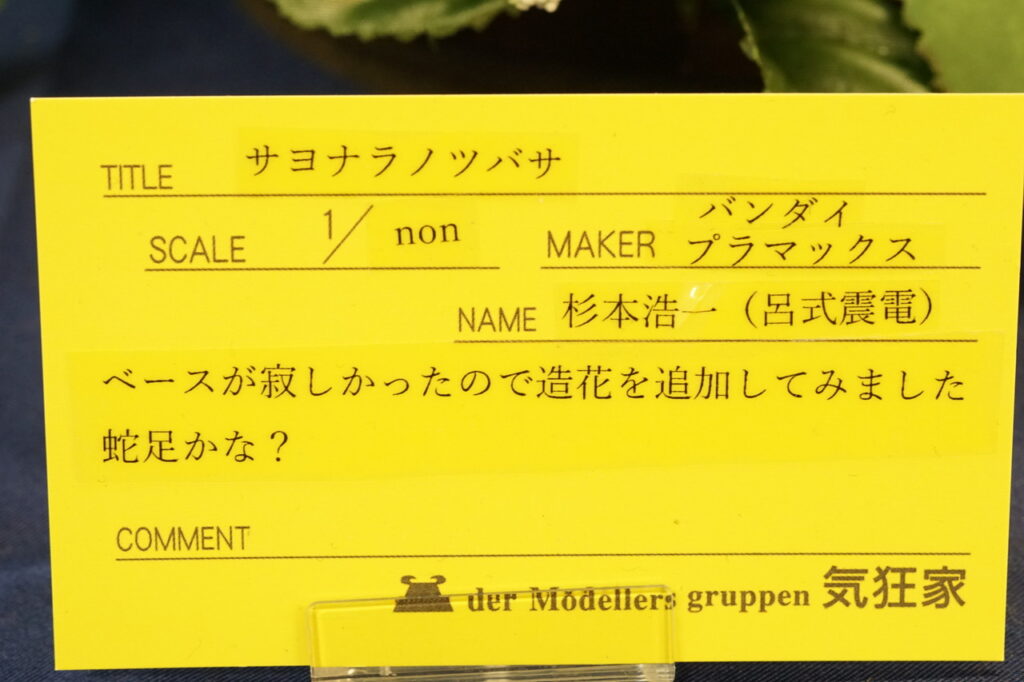 TITLE サヨナラノツバサ
SCALE 1/ non
MAKER バンダイ
プラマックス
NAME 杉本浩一（呂式震電）
ベースが寂しかったので造花を追加してみました
蛇足かな？
COMMENT
der Modellers gruppen 気狂家